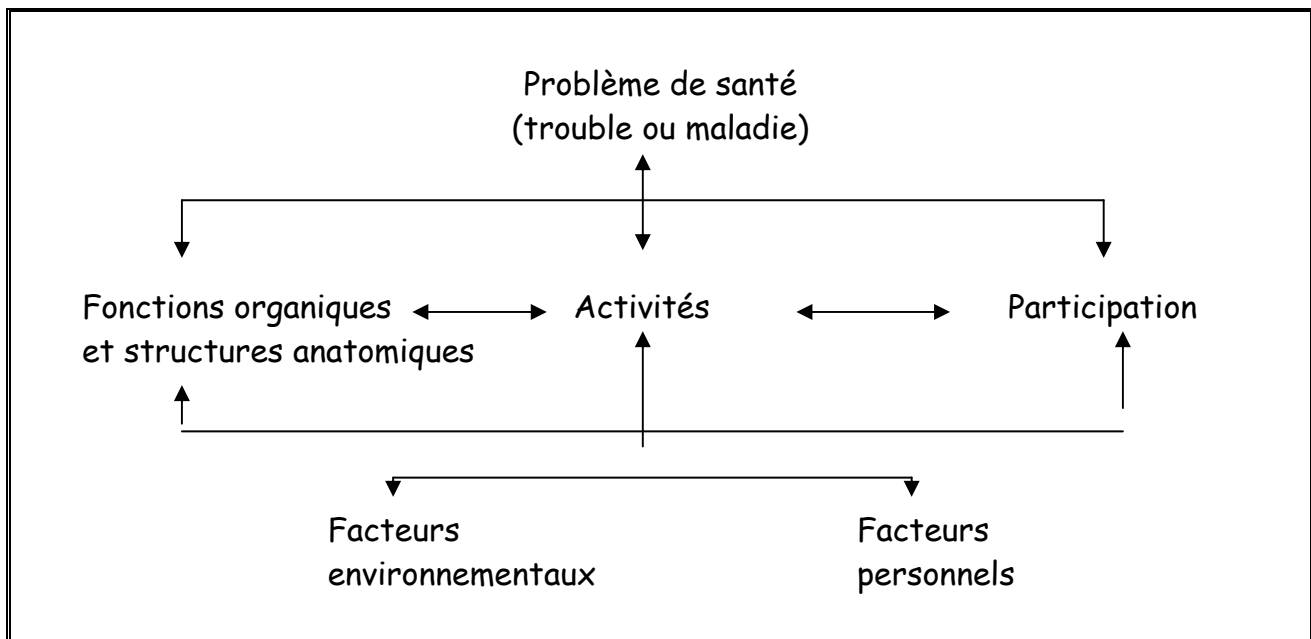 Problème de santé
(trouble ou maladie)
Fonctions organiques
et structures anatomiques
Activités
Participation
Facteurs
environnementaux
Facteurs
personnels